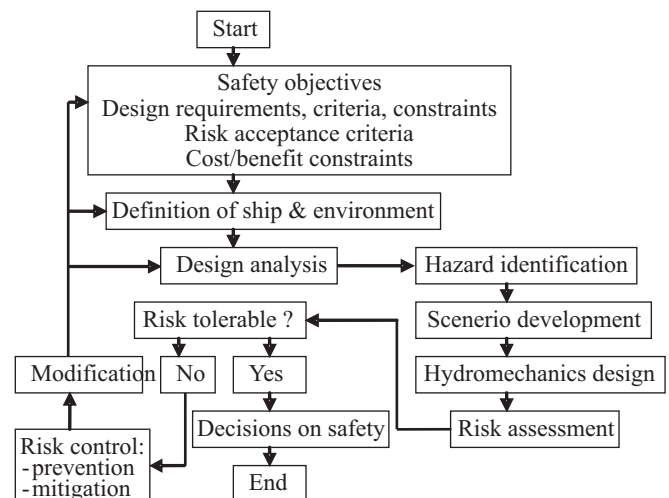 Start
Safety objectives
Design requirements, criteria, constraints
Risk acceptance criteria
Cost/benefit constraints
Definition of ship & environment
Design analysis
Hazard identification
Risk tolerable ?
Scenerio development
Modification
No
Yes
Hydromechanics design
Risk control:
-prevention
-mitigation
Decisions on safety
Risk assessment
End